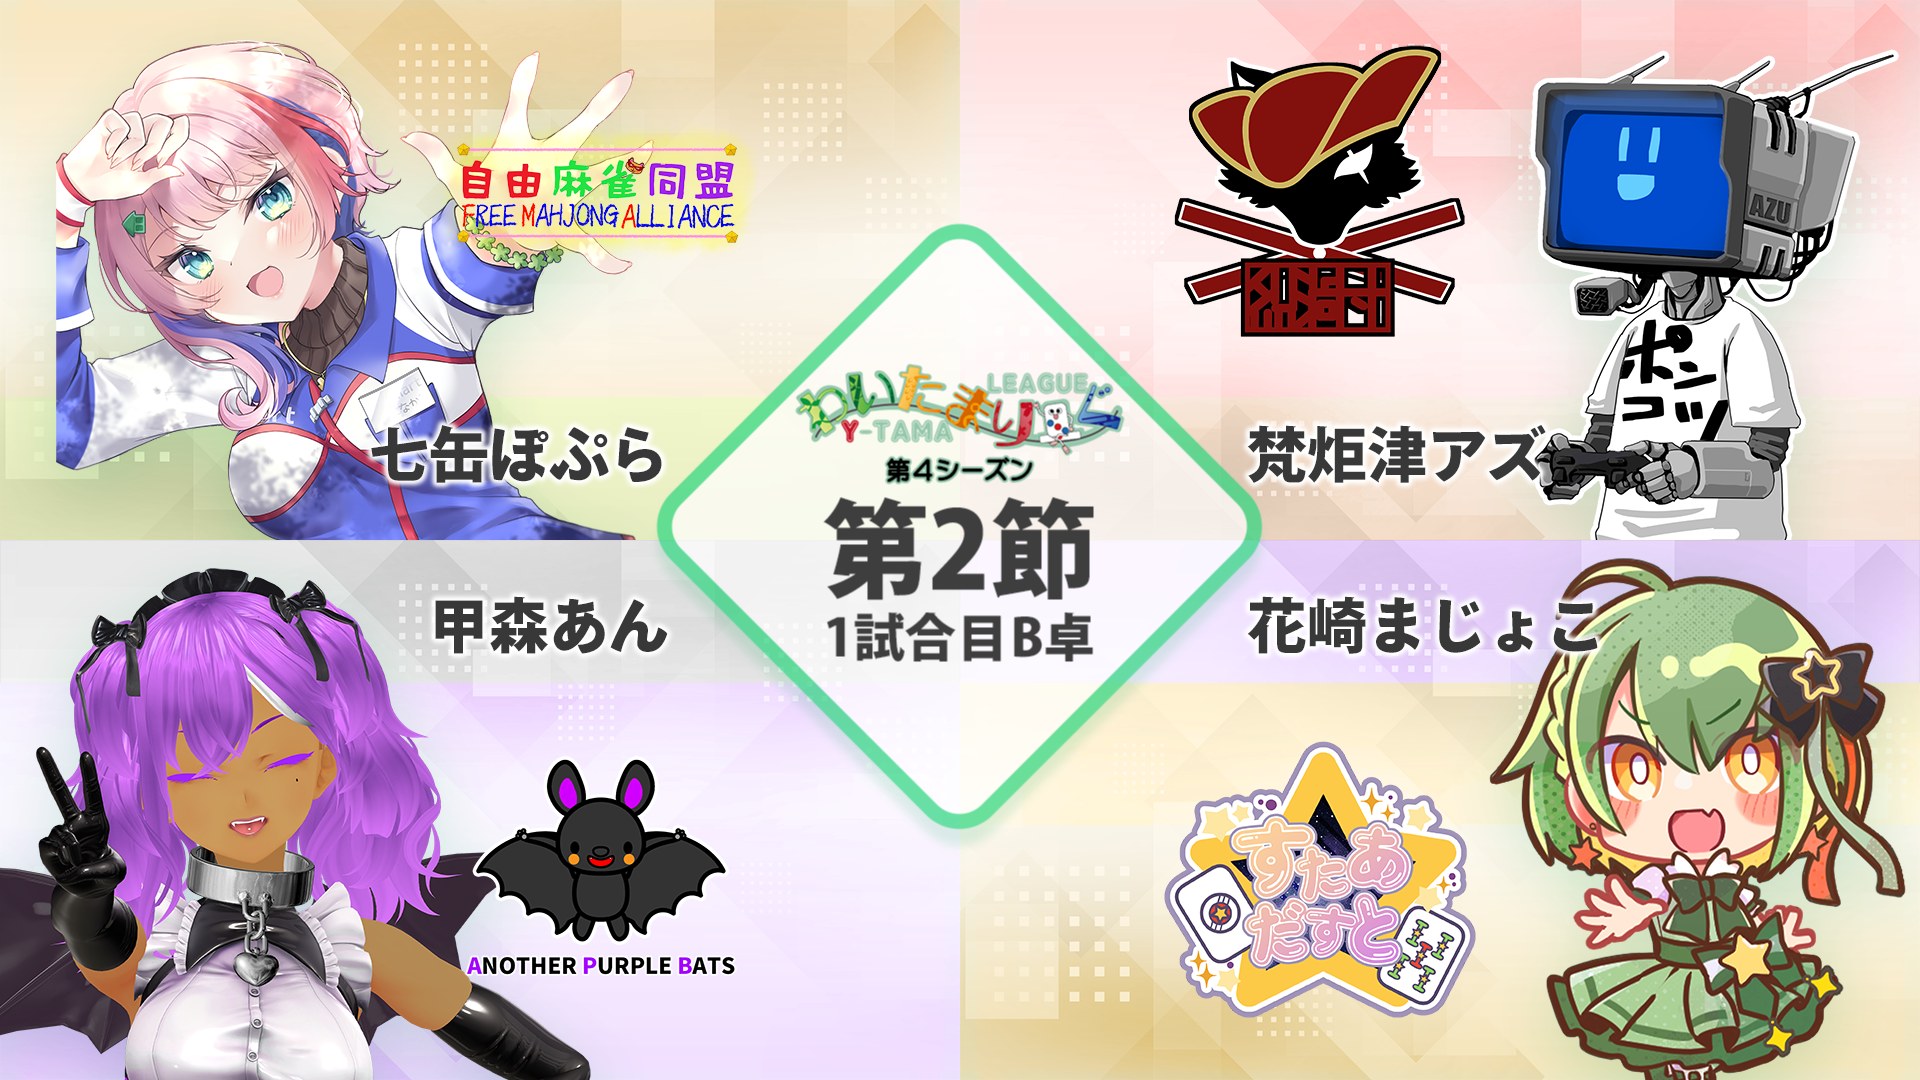 自由麻雀同盟
FREE MAHJONG ALLIANCE
七缶ぽぷら
AZU
ポンコツ
梵炬津アズ
わいたまりーぐ
LEAGUE
Y-TAMA
第4シーズン
第2節
1試合目B卓
甲森あん
ANOTHER PURPLE BATS
花崎まじょこ
すたあ
だすと